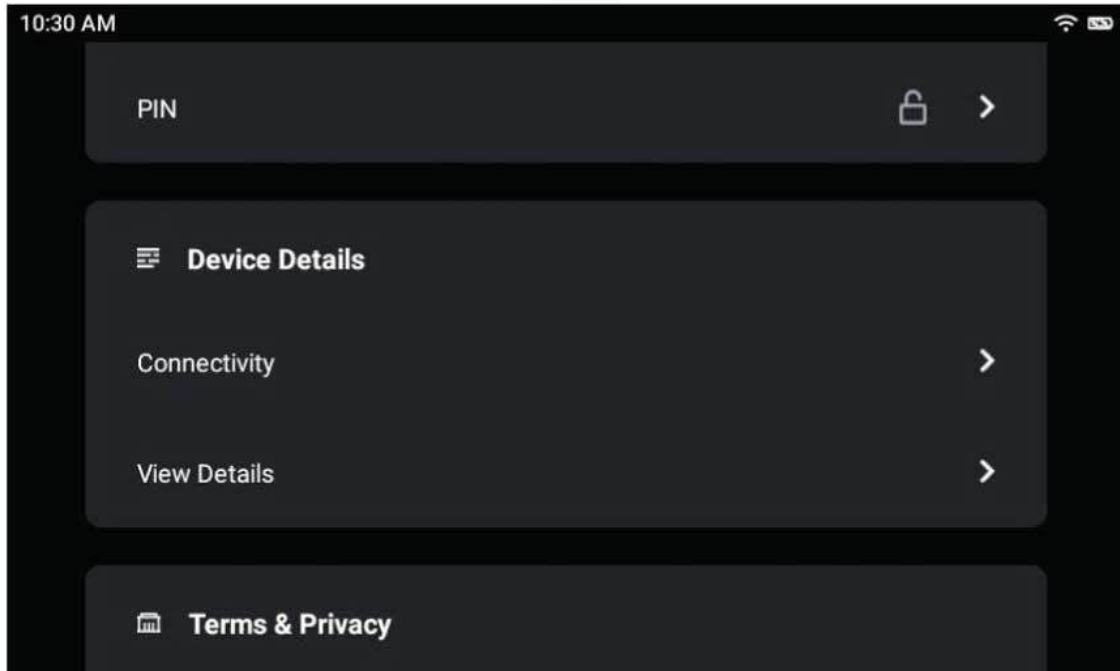 10:30 AM
PIN
Device Details
Connectivity
View Details
Terms & Privacy